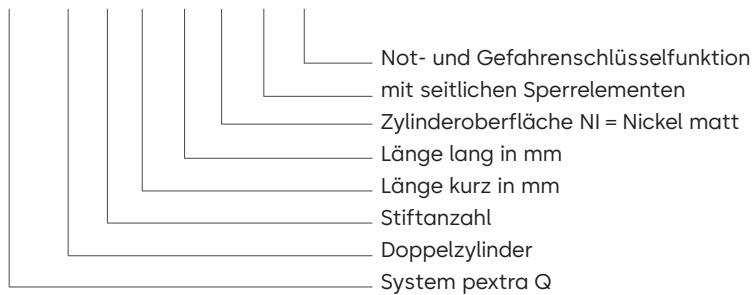 Not- und Gefahrenschlüsselfunktion
mit seitlichen Sperrelementen
Zylinderoberfläche NI = Nickel matt
Länge lang in mm
Länge kurz in mm
Stiftanzahl
Doppelzylinder
System pextra Q